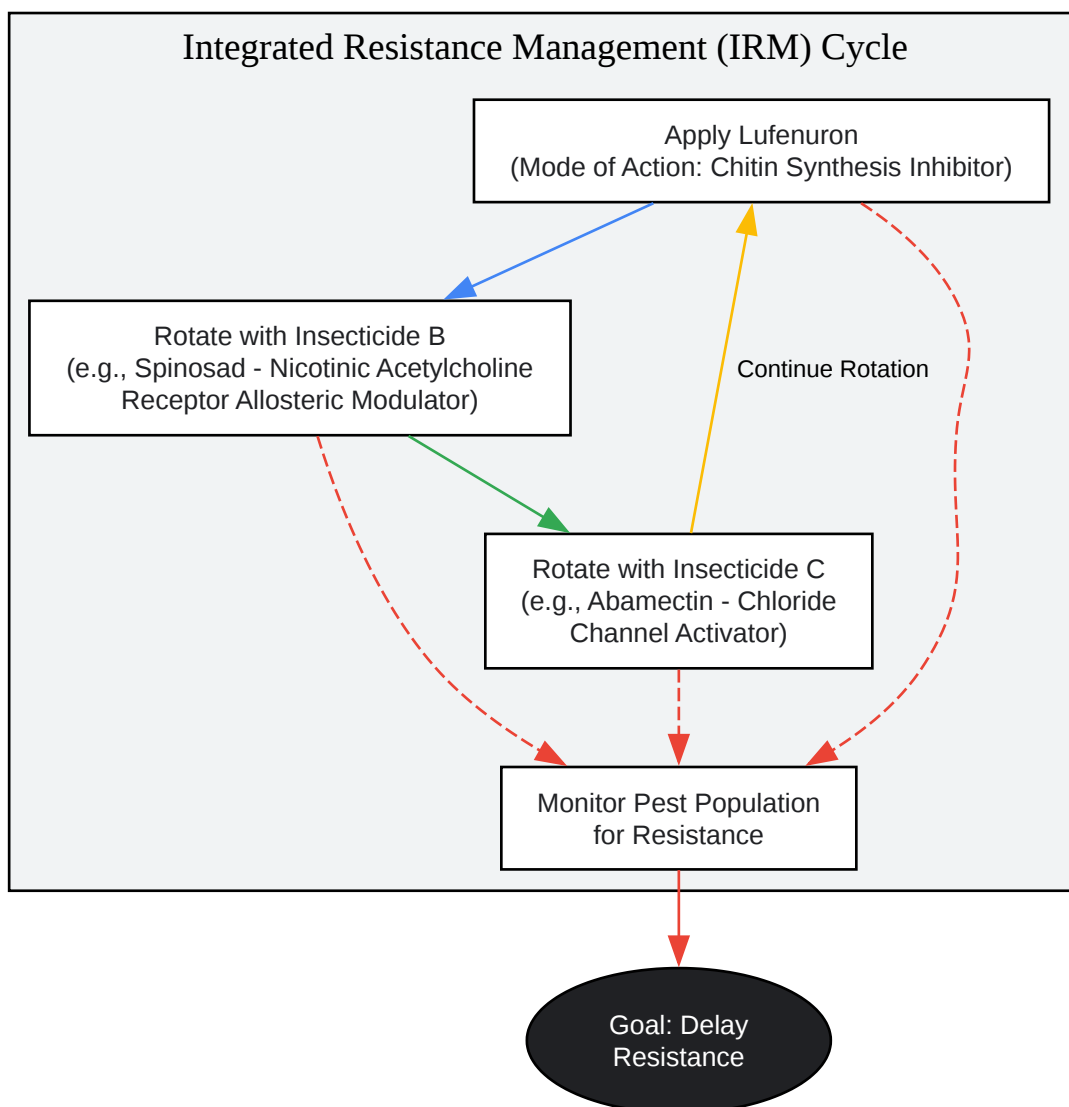 Integrated Resistance Management (IRM) Cycle
Apply Lufenuron
(Mode of Action: Chitin Synthesis Inhibitor)
Rotate with Insecticide B
(e.g., Spinosad - Nicotinic Acetylcholine
Receptor Allosteric Modulator)
Continue Rotation
Rotate with Insecticide C
(e.g., Abamectin - Chloride
Channel Activator)
Monitor Pest Population
for Resistance
Goal: Delay
Resistance